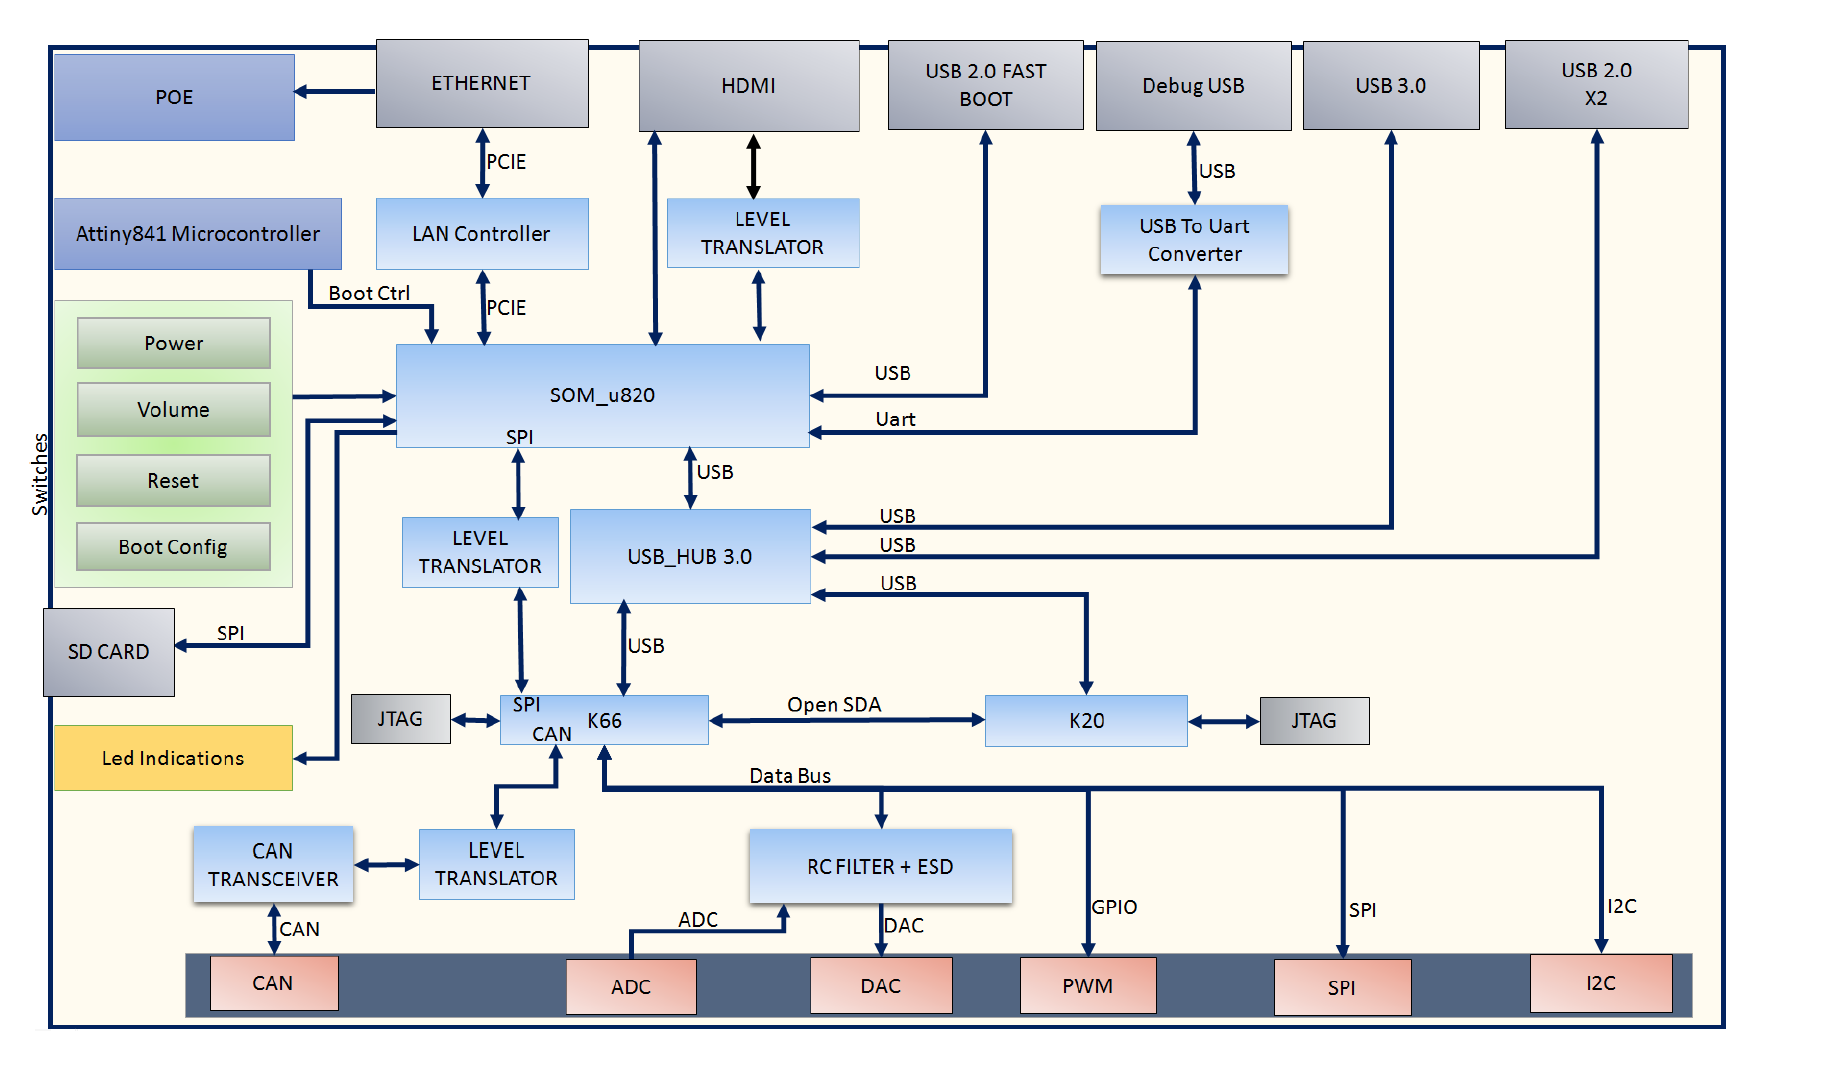 ETHERNET
HDMI
USB 2.0 FAST
BOOT
Debug USB
USB 3.0
USB 2.0
X2
POE
PCIE
USB
Attiny841 Microcontroller
LAN Controller
LEVEL
TRANSLATOR
USB To Uart
Converter
Boot Ctrl
PCIE
Power
Volume
Reset
Boot Config
Switches
SOM_u820
SPI
USB
Uart
USB
LEVEL
TRANSLATOR
USB_HUB 3.0
USB
USB
USB
SD CARD
SPI
USB
JTAG
SPI
K66
CAN
Open SDA
K20
JTAG
Led Indications
Data Bus
CAN
TRANSCEIVER
LEVEL
TRANSLATOR
RC FILTER + ESD
CAN
ADC
DAC
GPIO
SPI
I2C
CAN
ADC
DAC
PWM
SPI
I2C